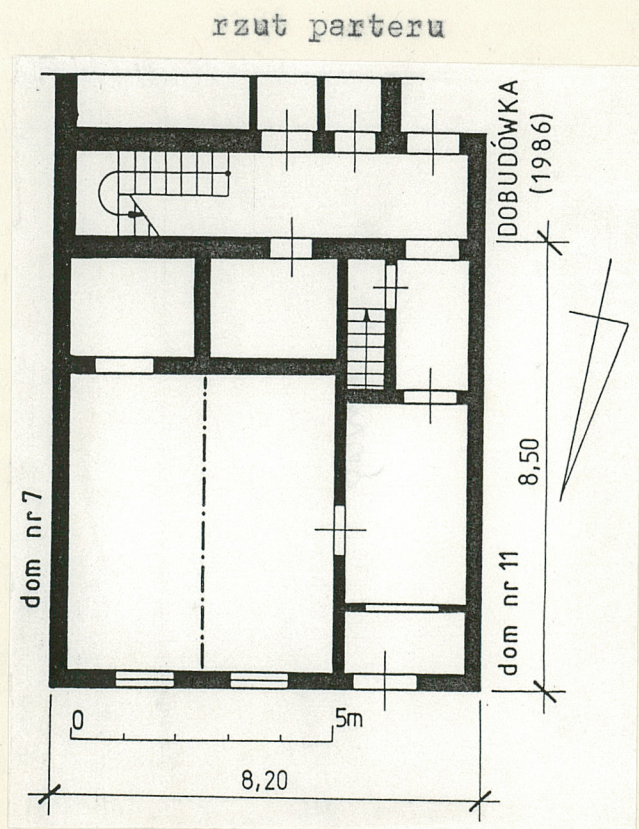 rzut parteru
DOBUDÓWKA
(1986)
8,50
dom nr 7
dom nr 11
0 5m
8,20